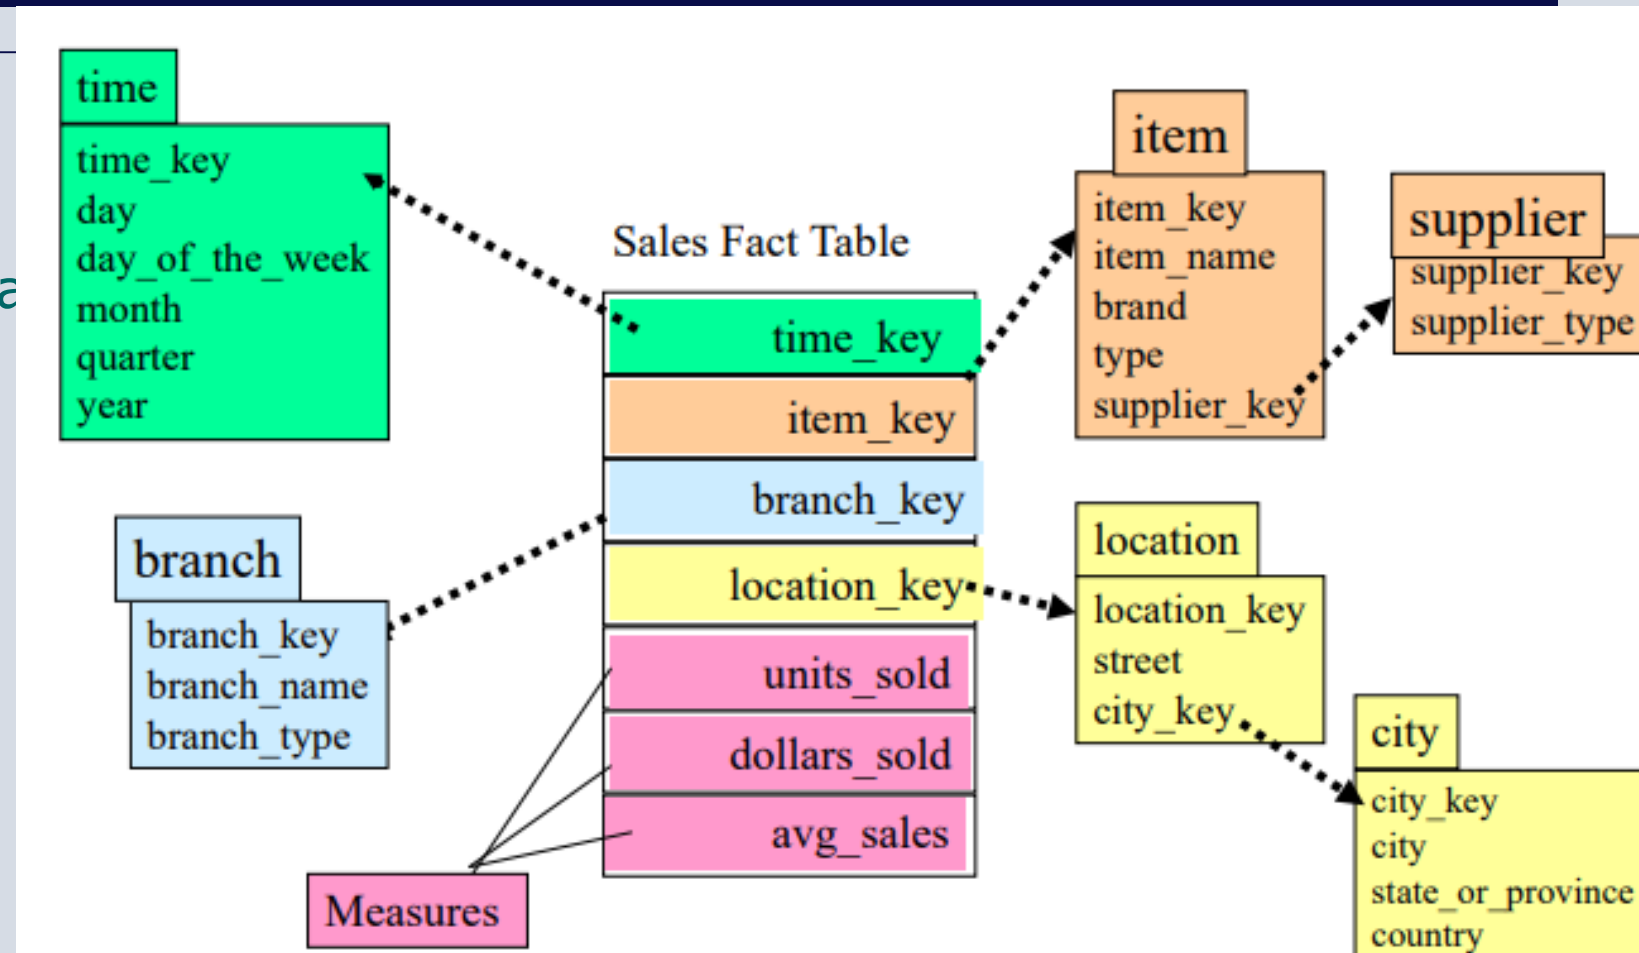 time
time_key
day
day_of_the_week
month
quarter
year
branch
branch_key
branch_name
branch_type
Measures
Sales Fact Table
time_key
item_key
branch_key
location_key
units_sold
dollars_sold
avg_sales
item
item_key
item_name
brand
type
supplier_key
supplier
supplier_key
supplier_type
location
location_key
street
city_key
city
city_key
city
state_or_province
country